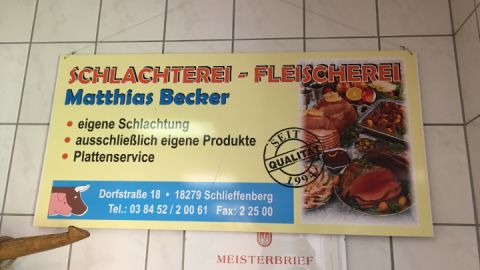 SCHLACHTEREI - FLEISCHEREI
Matthias Becker
• eigene Schlachtung
• ausschließlich eigene Produkte
• Plattenservice
SEIT
QUALITÄT
1994
Dorfstraße 18 • 18279 Schlieffenberg
Tel.: 03 84 52 / 2 00 61 Fax: 2 25 00
MEISTERBRIEF